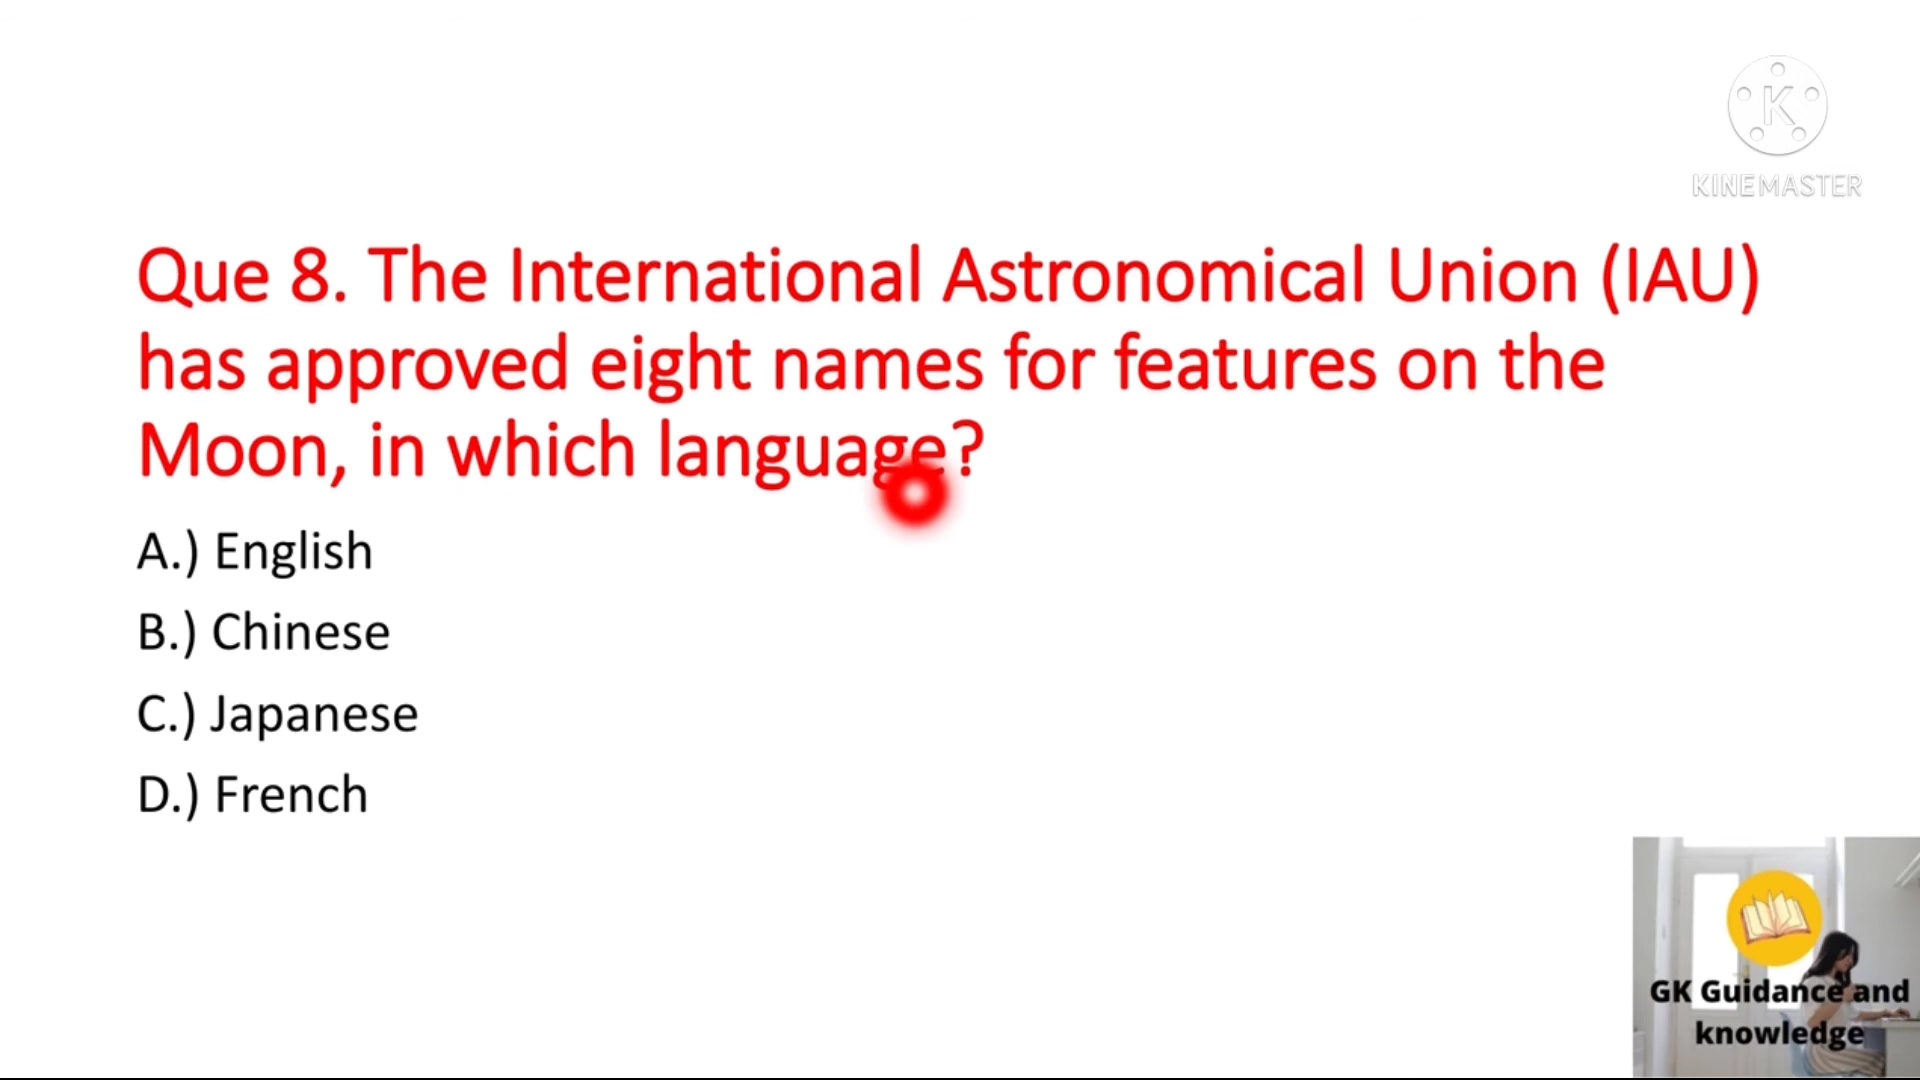 K
KINEMASTER
Que 8. The International Astronomical Union (IAU)
has approved eight names for features on the
Moon, in which language?
A.) English
B.) Chinese
C.) Japanese
D.) French
GK Guidance and
knowledge